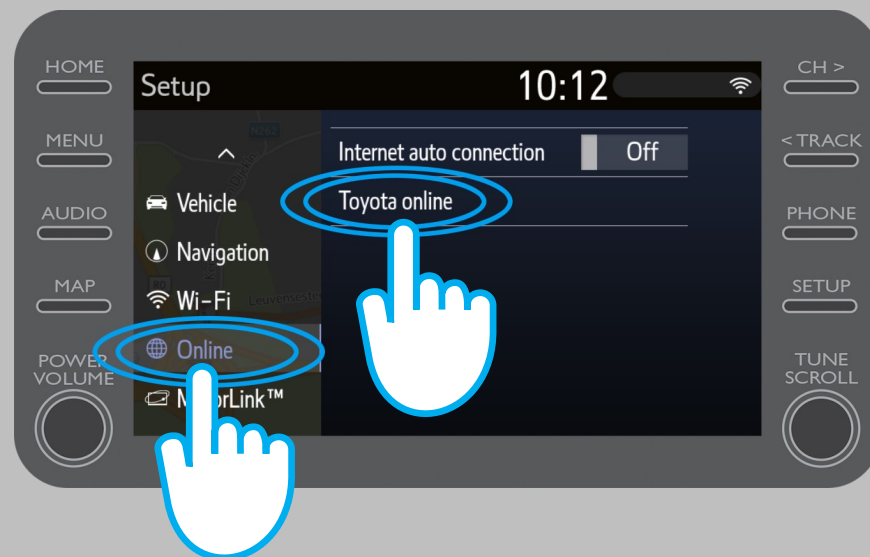 HOME
MENU
AUDIO
MAP
POWER
VOLUME
Setup
10:12
Vehicle
Navigation
Wi-Fi
Online
Internet auto connection
Off
Toyota online
CH >
< TRACK
PHONE
SETUP
TUNE
SCROLL